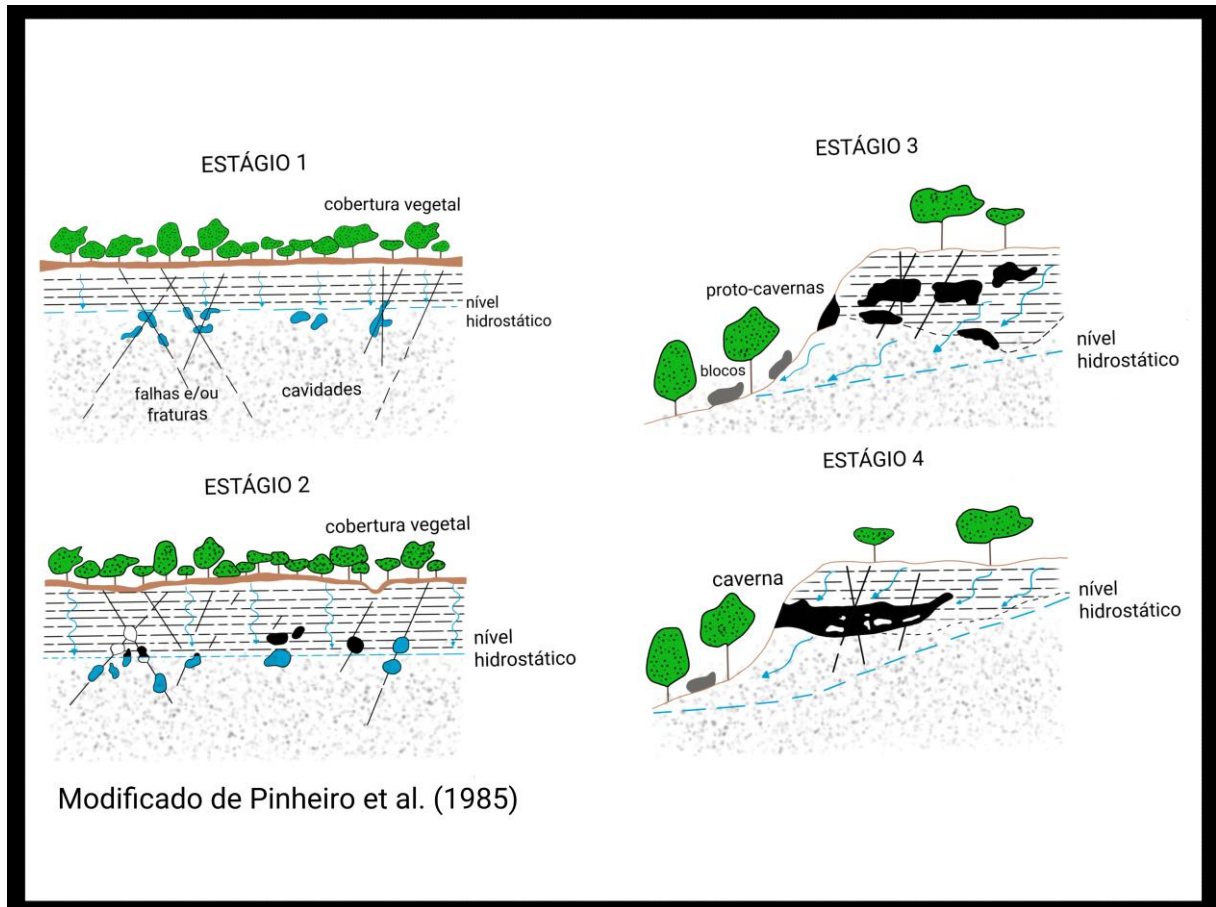 ESTÁGIO 1
cobertura vegetal
nível
hidrostático
falhas e/ou
fraturas
cavidades
ESTÁGIO 2
cobertura vegetal
nível
hidrostático
Modificado de Pinheiro et al. (1985)
ESTÁGIO 3
proto-cavernas
blocos
nível
hidrostático
ESTÁGIO 4
caverna
nível
hidrostático